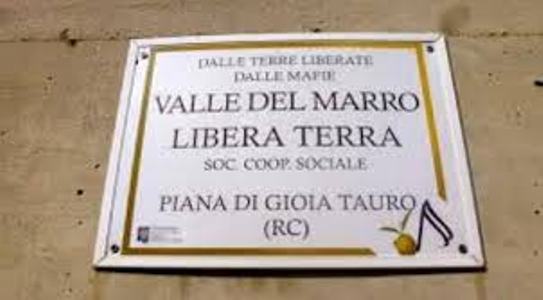 DALLE TERRE LIBERATE
DALLE MAFIE
VALLE DEL MARRO
LIBERA TERRA
SOC. COOP. SOCIALE
PIANA DI GIOIA TAURO
(RC)